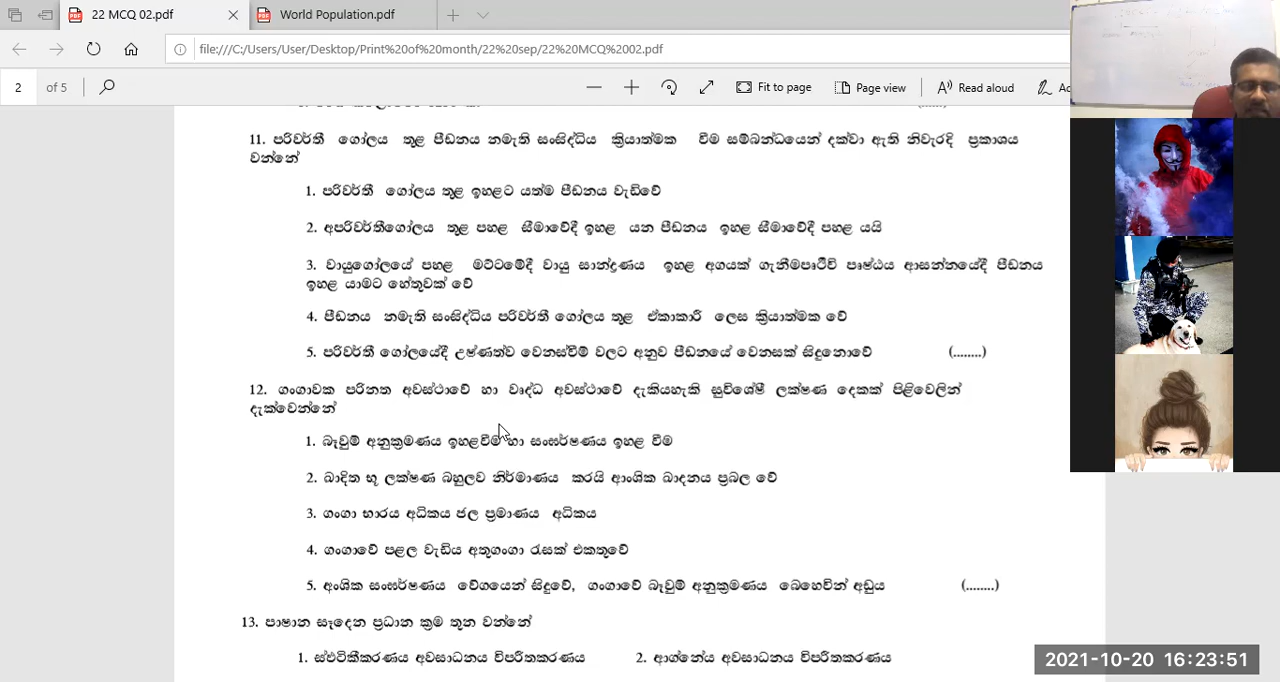 22 MCQ 02.pdf
World Population.pdf
file:///C:/Users/User/Desktop/Print%20of%20month/22%20sep/22%20MCQ%2002.pdf
2 of 5
Fit to page
Page view
Read aloud
11. පරිවර්තී ගෝලය තුළ පීඩනය නමැති සංසිද්ධිය ක්‍රියාත්මක වීම සම්බන්ධයෙන් දක්වා ඇති නිවැරදි ප්‍රකාශය
වන්නේ
1. පරිවර්තී ගෝලය තුළ ඉහළට යත්ම පීඩනය වැඩිවේ
2. අපරිවර්තීගෝලය තුළ පහළ සීමාවේදී ඉහළ යන පීඩනය ඉහළ සීමාවේදී පහළ යයි
3. වායුගෝලයේ පහළ මට්ටමේදී වායු සාන්ද්‍රණය ඉහළ අගයක් ගැනීමපෘථිවි පෘෂ්ඨය ආසන්නයේදී පීඩනය
ඉහළ යාමට හේතුවක් වේ
4. පීඩනය නමැති සංසිද්ධිය පරිවර්තී ගෝලය තුළ ඒකාකාරී ලෙස ක්‍රියාත්මක වේ
5. පරිවර්තී ගෝලයේදී උෂ්ණත්ව වෙනස්වීම් වලට අනුව පීඩනයේ වෙනසක් සිදුනොවේ (........)
12. ගංගාවක පරිනත අවස්ථාවේ හා වෘද්ධ අවස්ථාවේ දැකියහැකි සුවිශේෂී ලක්ෂණ දෙකක් පිළිවෙලින්
දැක්වෙන්නේ
1. බෑවුම් අනුක්‍රමණය ඉහළවීම හා සංඝර්ෂණය ඉහළ වීම
2. ඛාදිත භූ ලක්ෂණ බහුලව නිර්මාණය කරයි ආංශික ඛාදනය ප්‍රබල වේ
3. ගංගා භාරය අධිකය ජල ප්‍රමාණය අධිකය
4. ගංගාවේ පළල වැඩිය අතුගංගා රැසක් එකතුවේ
5. අංශික සංඝර්ෂණය වේගයෙන් සිදුවේ, ගංගාවේ බෑවුම් අනුක්‍රමණය බෙහෙවින් අඩුය (........)
13. පාෂාන සෑදෙන ප්‍රධාන ක්‍රම තුන වන්නේ
1. ස්ඵටිකීකරණය අවසාධනය විපරීතකරණය 2. ආග්නේය අවසාධනය විපරීතකරණය
2021-10-20 16:23:51